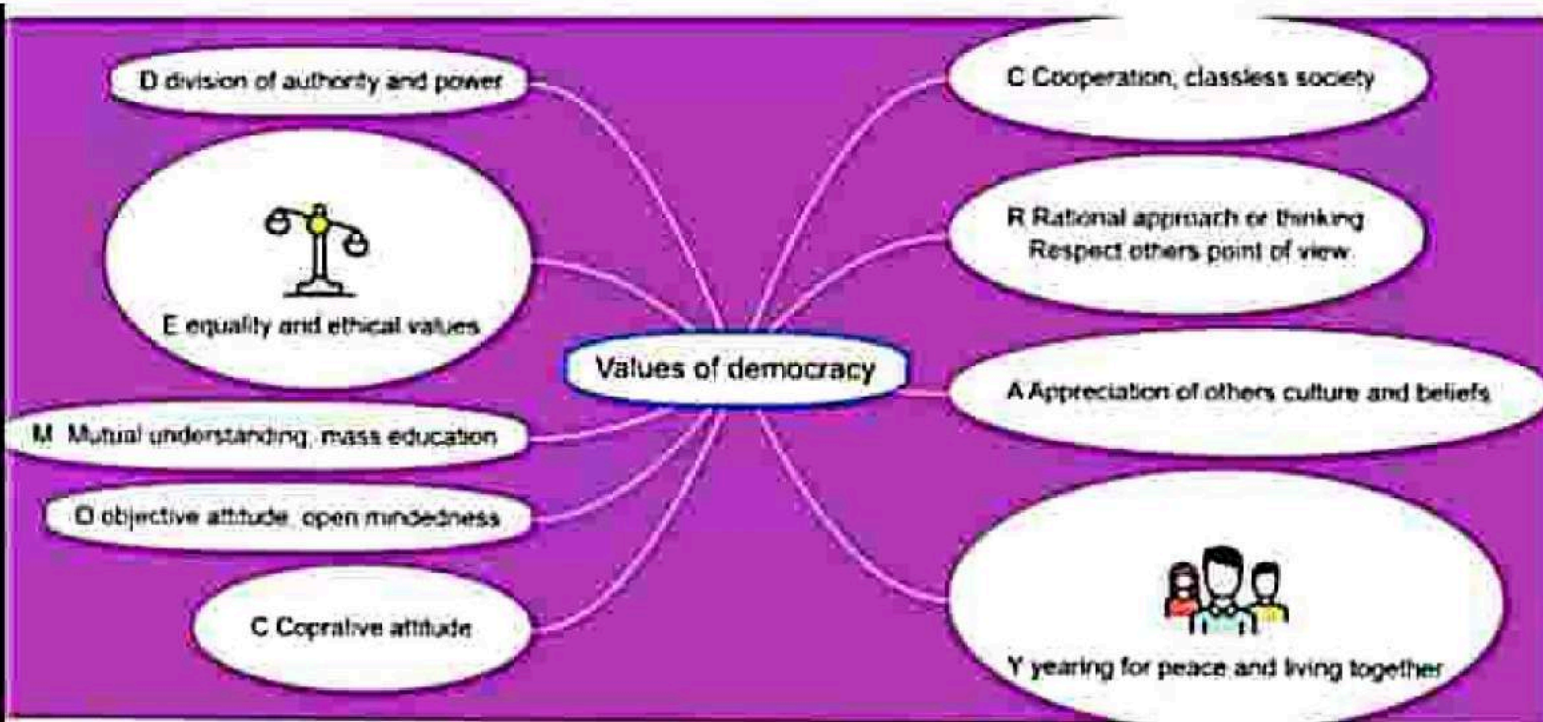 D division of authority and power
E equality and ethical values
M Mutual understanding, mass education
O objective attitude, open mindedness
C Coprative attitude
Values of democracy
C Cooperation, classless society
R Rational approach or thinking
Respect others point of view
A Appreciation of others culture and beliefs
Y yearing for peace and living together